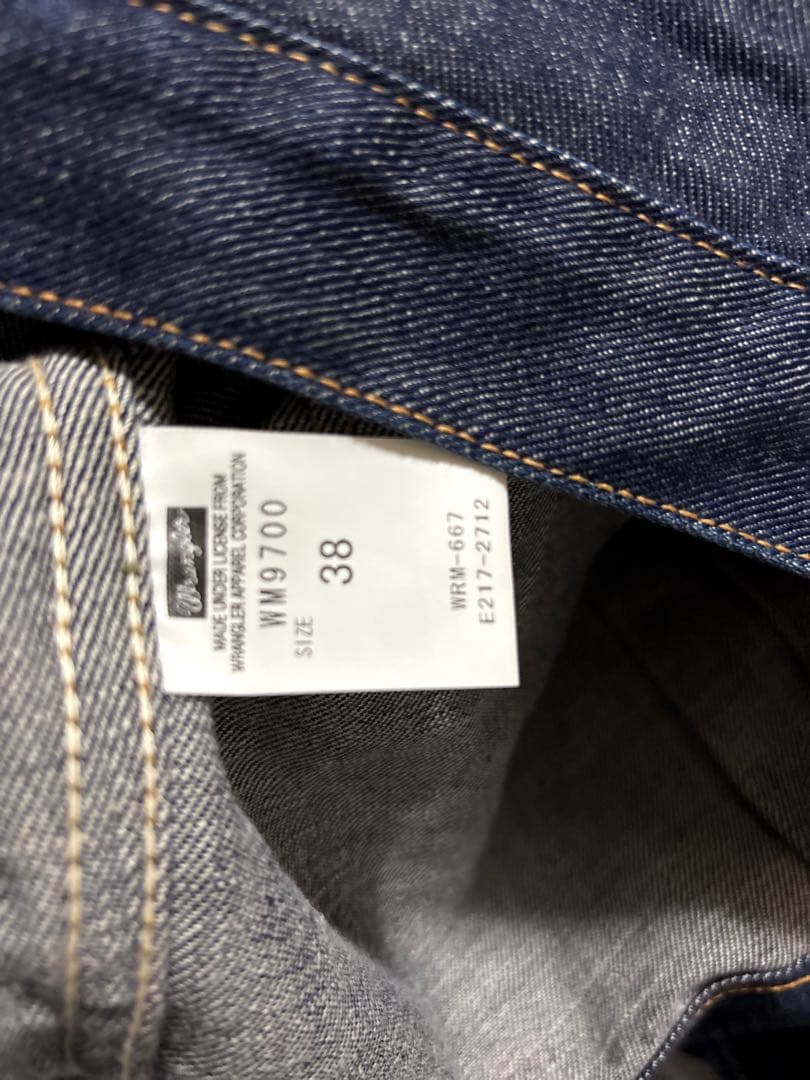 Wrangler
MADE UNDER LICENSE FROM
WRANGLER APPAREL CORPORATION
WM9700
SIZE
38
WRM-667
E217-2712